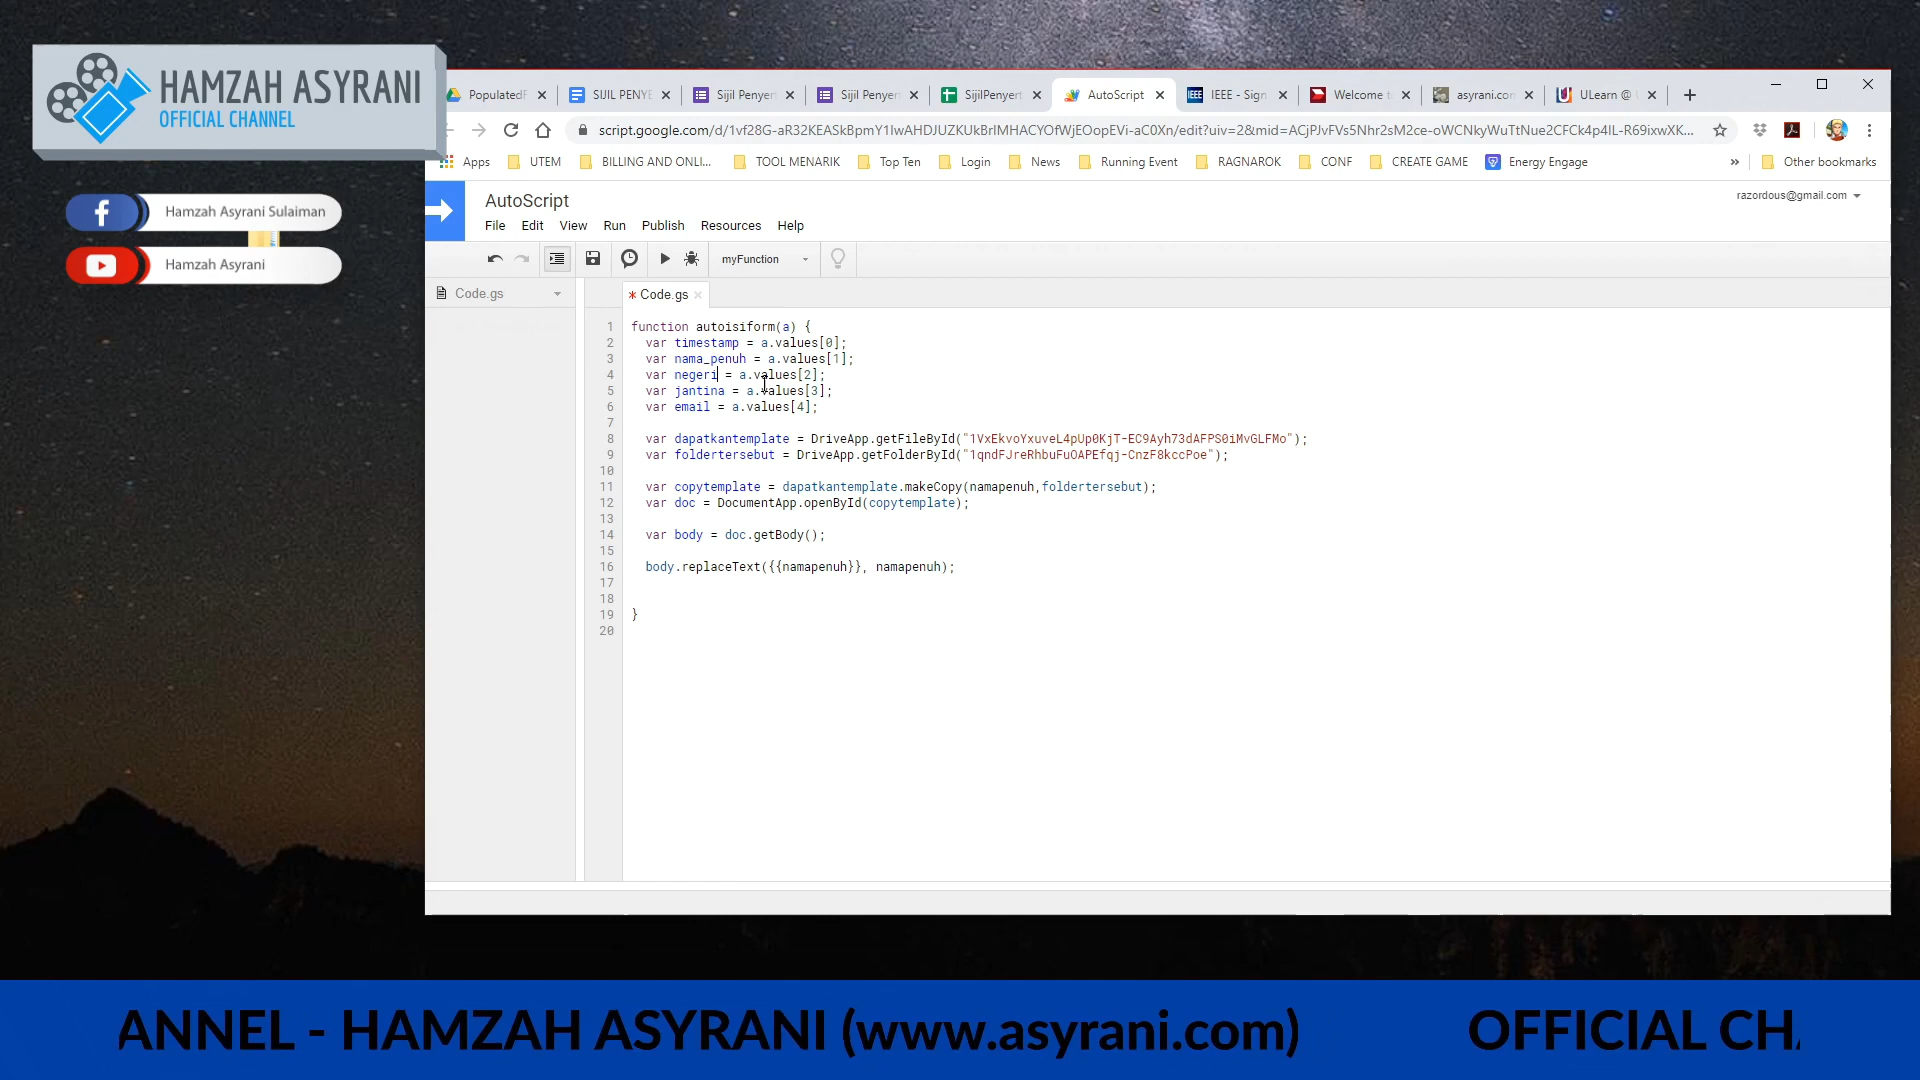 HAMZAH ASYRANI
OFFICIAL CHANNEL
Hamzah Asyrani Sulaiman
Hamzah Asyrani
PopulatedF
SIJIL PENYE
Sijil Penyer
Sijil Penyer
SijilPenyert
AutoScript
IEEE IEEE - Sign
Welcome t
asyrani.com
ULearn @
script.google.com/d/1vf28G-aR32KEASkBpmY1IwAHDJUZKUkBrIMHACYOfWjEOopEVi-aC0Xn/edit?uiv=2&mid=ACjPJvFVs5Nhr2sM2ce-oWCNkyWuTtNue2CFCk4p4IL-R69ixwXK...
Apps
UTEM
BILLING AND ONLI...
TOOL MENARIK
Top Ten
Login
News
Running Event
RAGNAROK
CONF
CREATE GAME
Energy Engage
»
Other bookmarks
AutoScript
razordous@gmail.com
File Edit View Run Publish Resources Help
myFunction
Code.gs
* Code.gs
1 function autoisiform(a) {
2 var timestamp = a.values[0];
3 var nama_penuh = a.values[1];
4 var negeri = a.values[2];
5 var jantina = a.values[3];
6 var email = a.values[4];
7
8 var dapatkantemplate = DriveApp.getFileById("1VxEkvoYxuveL4pUp0KjT-EC9Ayh73dAFPS0iMvGLFMo");
9 var foldertersebut = DriveApp.getFolderById("1qndFJreRhbuFuOAPEfqj-CnzF8kccPoe");
10
11 var copytemplate = dapatkantemplate.makeCopy(namapenuh,foldertersebut);
12 var doc = DocumentApp.openById(copytemplate);
13
14 var body = doc.getBody();
15
16 body.replaceText({{namapenuh}}, namapenuh);
17
18
19 }
20
ANNEL - HAMZAH ASYRANI (www.asyrani.com)
OFFICIAL CH